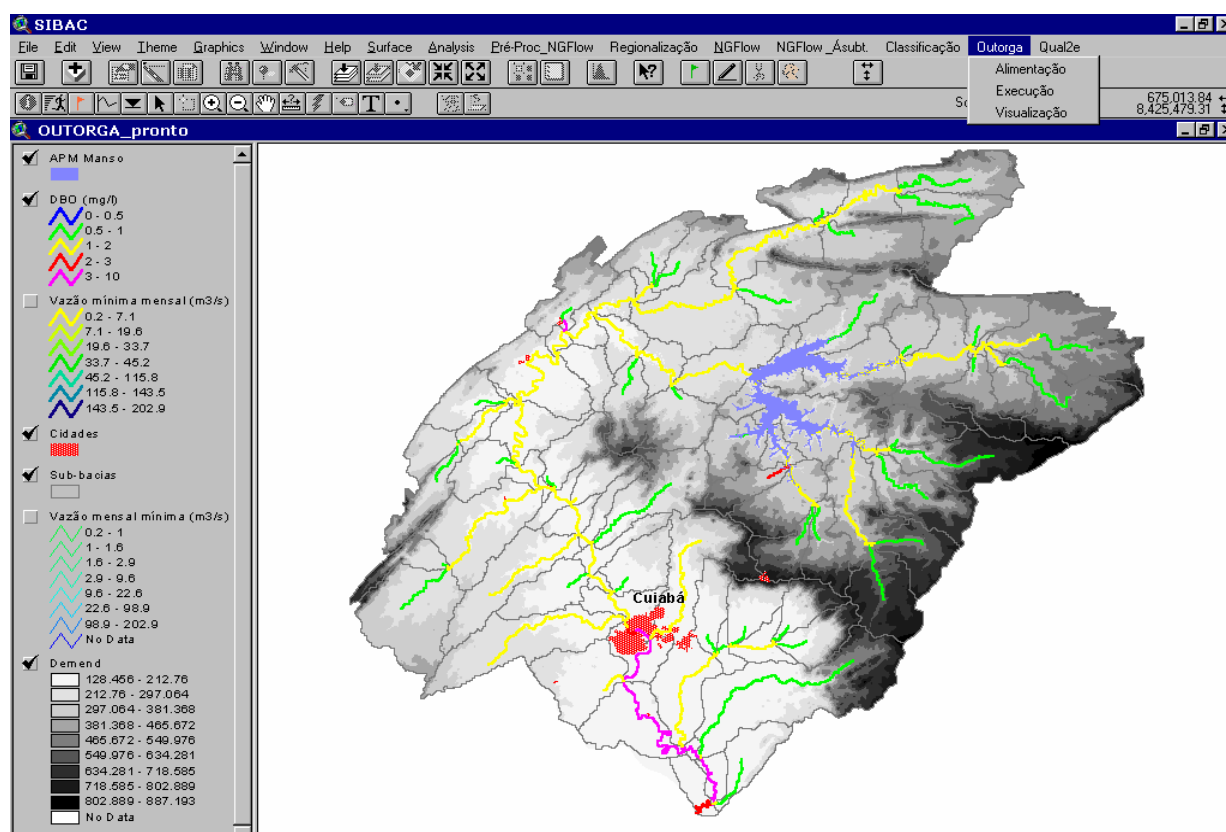 SIBAC
File Edit View Theme Graphics Window Help Surface Analysis Pré-Proc_NGFlow Regionalização NGFlow NGFlow_Ásubt. Classificação Outorga Qual2e
Alimentação
Execução
Visualização
675,013.84
8,425,479.31
OUTORGA_pronto
APM Manso
DBO (mg/l)
0 - 0.5
0.5 - 1
1 - 2
2 - 3
3 - 10
Vazão mínima mensal (m3/s)
0.2 - 7.1
7.1 - 19.6
19.6 - 33.7
33.7 - 45.2
45.2 - 115.8
115.8 - 143.5
143.5 - 202.9
Cidades
Sub-bacias
Vazão mensal mínima (m3/s)
0.2 - 1
1 - 1.6
1.6 - 2.9
2.9 - 9.6
9.6 - 22.6
22.6 - 98.9
98.9 - 202.9
No Data
Demend
128.456 - 212.76
212.76 - 297.064
297.064 - 381.368
381.368 - 465.672
465.672 - 549.976
549.976 - 634.281
634.281 - 718.585
718.585 - 802.889
802.889 - 887.193
No Data
Cuiabá